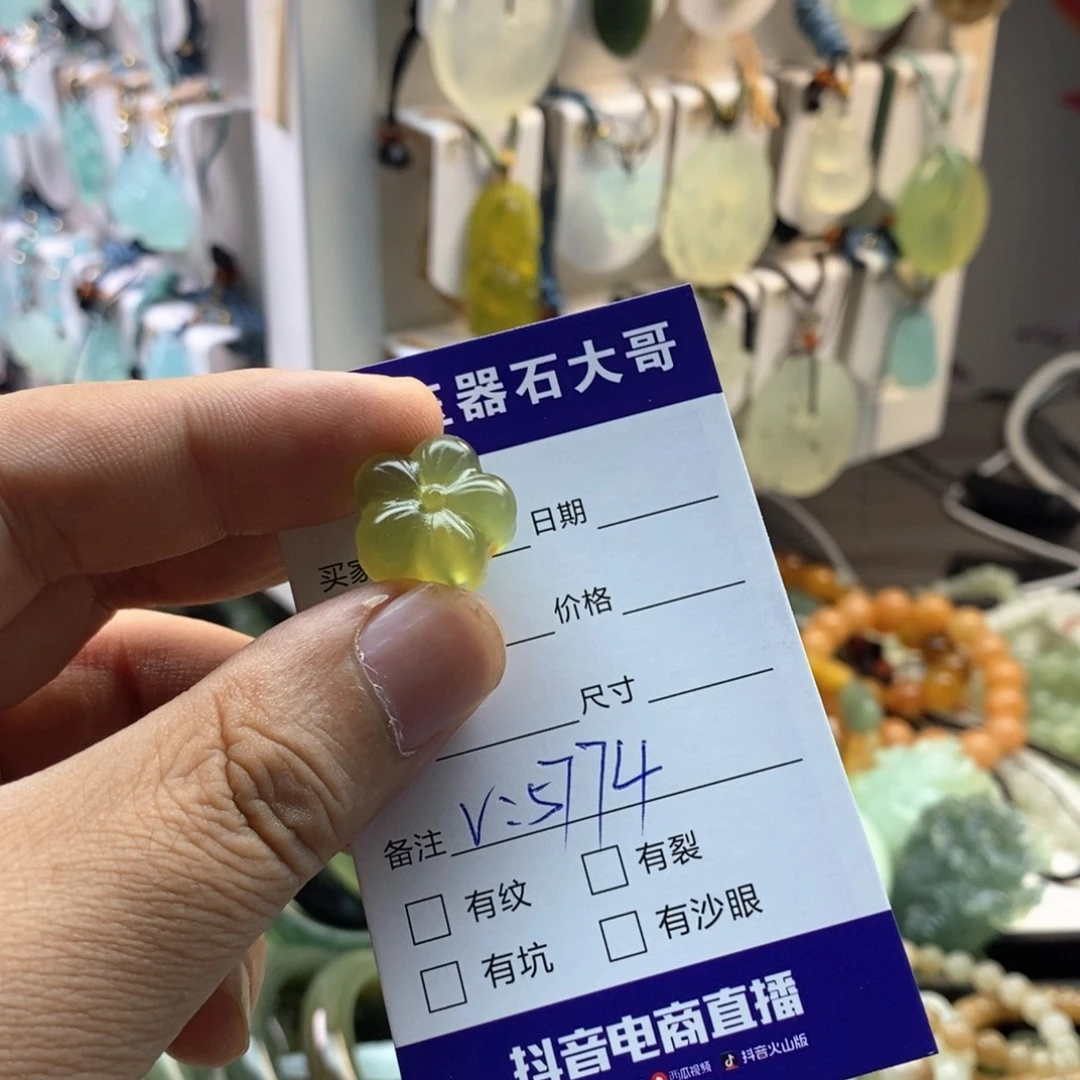 器石大哥
日期
买家
价格
尺寸
备注 V:5774
有纹 有裂
有坑 有沙眼
抖音电商直播
西瓜视频 抖音火山版